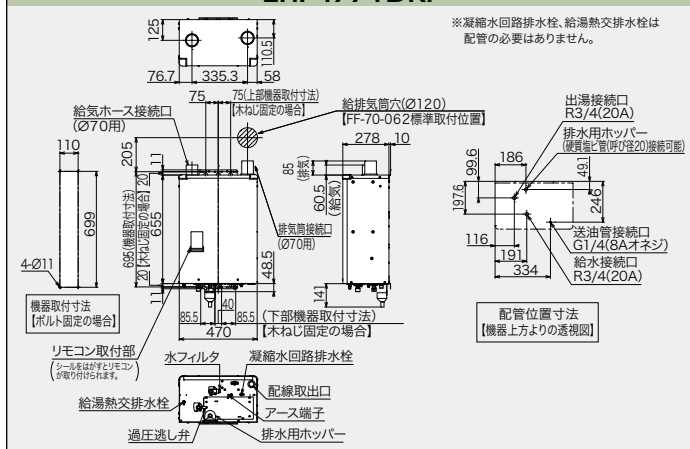 ※凝縮水回路排水栓、給湯熱交排水栓は
配管の必要はありません。
125
110.5
76.7
335.3
58
75
75(上部機器取付寸法)
【木ねじ固定の場合】
給気ホース接続口
(Ø70用)
給排気筒穴(Ø120)
【FF-70-062標準取付位置】
205
11
110
699
4-Ø11
機器取付寸法
【ボルト固定の場合】
695(機器取付寸法)
【木ねじ固定の場合】
20
655
20
11
排気筒接続口
(Ø70用)
48.5
40
85.5
85.5
470
(下部機器取付寸法)
【木ねじ固定の場合】
リモコン取付部
(シールをはがすとリモコン
が取り付けられます。)
278
10
85
(排気)
60.5
(給気)
141
出湯接続口
R3/4(20A)
排水用ホッパー
(硬質塩ビ管(呼び径20)接続可能)
186
99.6
197.6
49.1
246
116
191
334
送油管接続口
G1/4(8Aオネジ)
給水接続口
R3/4(20A)
配管位置寸法
【機器上方よりの透視図】
水フィルタ
凝縮水回路排水栓
給湯熱交排水栓
配線取出口
アース端子
過圧逃し弁
排水用ホッパー